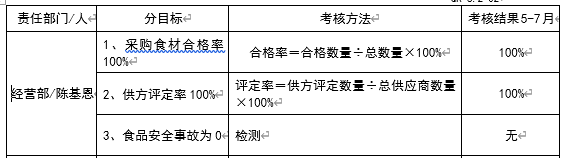 责任部门/人 分目标 考核方法 考核结果5-7月
1、采购食材合格率
100%
合格率=合格数量÷总数量×100% 100%
经营部/陈基恩
2、供方评定率100%
评定率=供方评定数量÷总供应商数量
×100%
100%
3、食品安全事故为0 检测 无